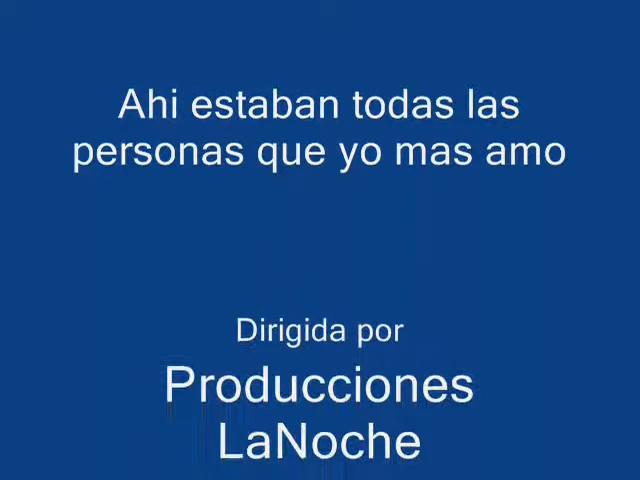 Ahi estaban todas las
personas que yo mas amo
Dirigida por
Producciones
LaNoche